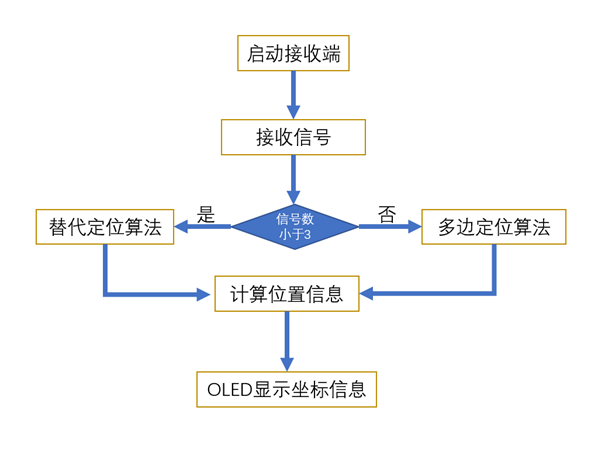 启动接收端
接收信号
是
信号数
小于3
否
替代定位算法
多边定位算法
计算位置信息
OLED显示坐标信息